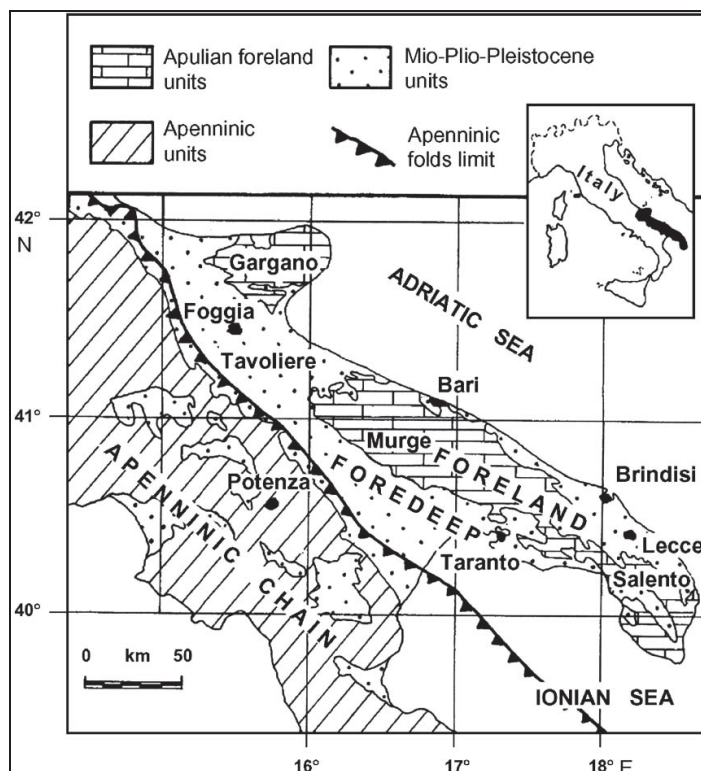 Apulian foreland
units
Mio-Plio-Pleistocene
units
Apenninic
units
Apenninic
folds limit
Italy
42°
N
Gargano
ADRIATIC SEA
Foggia
Tavoliere
Bari
41°
Murge
FORELAND
FOREDEEP
Brindisi
Potenza
APENNINIC CHAIN
Lecce
Taranto
Salento
40°
0 km 50
IONIAN SEA
16° 17° 18° E